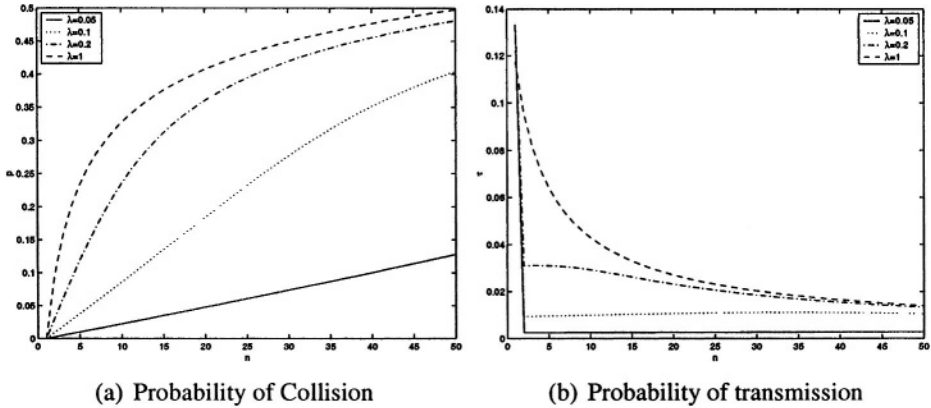 0.5
0.45
0.4
0.35
0.3
0.25
0.2
0.15
0.1
0.05
0
p
λ=0.05
λ=0.1
λ=0.2
λ=1
0 5 10 15 20 25 30 35 40 45 50
n
(a) Probability of Collision
0.14
0.12
0.1
0.08
0.06
0.04
0.02
0
τ
λ=0.05
λ=0.1
λ=0.2
λ=1
0 5 10 15 20 25 30 35 40 45 50
n
(b) Probability of transmission